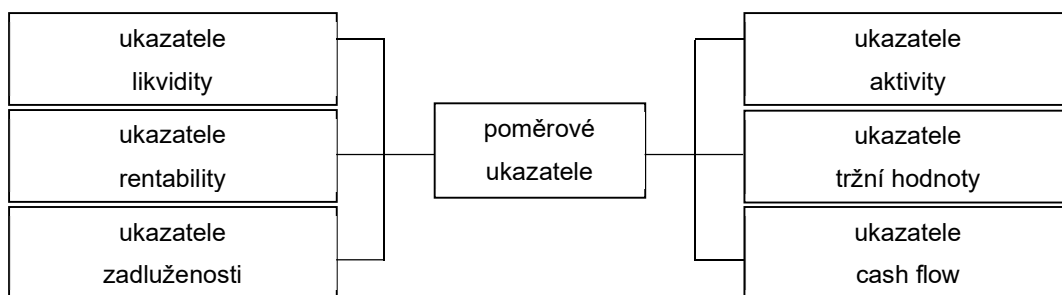 ukazatele
likvidity
ukazatele
rentability
ukazatele
zadluženosti
poměrové
ukazatele
ukazatele
aktivity
ukazatele
tržní hodnoty
ukazatele
cash flow